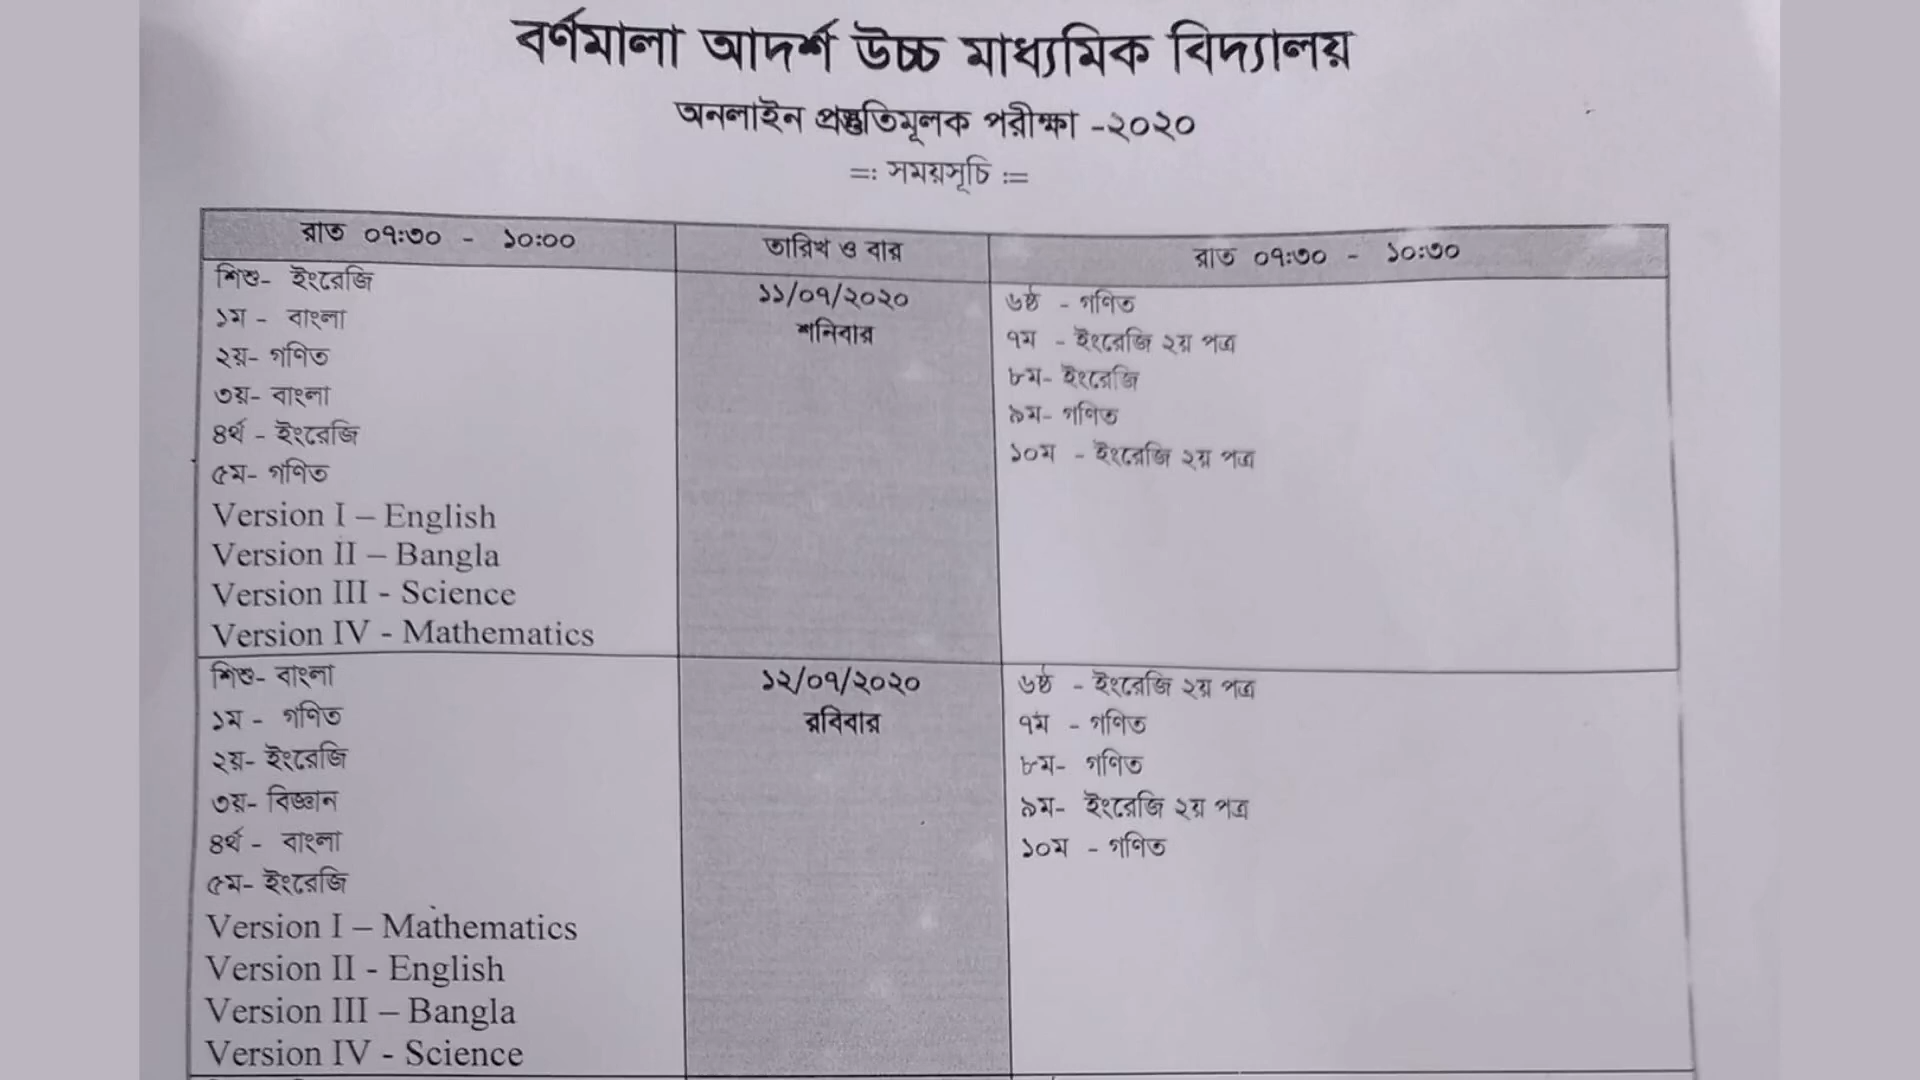 বর্ণমালা আদর্শ উচ্চ মাধ্যমিক বিদ্যালয়
অনলাইন প্রস্তুতিমূলক পরীক্ষা -২০২০
=: সময়সূচি :=
রাত ০৭:৩০ - ১০:০০
তারিখ ও বার
রাত ০৭:৩০ - ১০:৩০
শিশু- ইংরেজি
১ম - বাংলা
২য়- গণিত
৩য়- বাংলা
৪র্থ - ইংরেজি
৫ম- গণিত
Version I – English
Version II – Bangla
Version III - Science
Version IV - Mathematics
১১/০৭/২০২০
শনিবার
৬ষ্ঠ - গণিত
৭ম - ইংরেজি ২য় পত্র
৮ম- ইংরেজি
৯ম- গণিত
১০ম - ইংরেজি ২য় পত্র
শিশু- বাংলা
১ম - গণিত
২য়- ইংরেজি
৩য়- বিজ্ঞান
৪র্থ - বাংলা
৫ম- ইংরেজি
Version I – Mathematics
Version II - English
Version III – Bangla
Version IV - Science
১২/০৭/২০২০
রবিবার
৬ষ্ঠ - ইংরেজি ২য় পত্র
৭ম - গণিত
৮ম- গণিত
৯ম- ইংরেজি ২য় পত্র
১০ম - গণিত